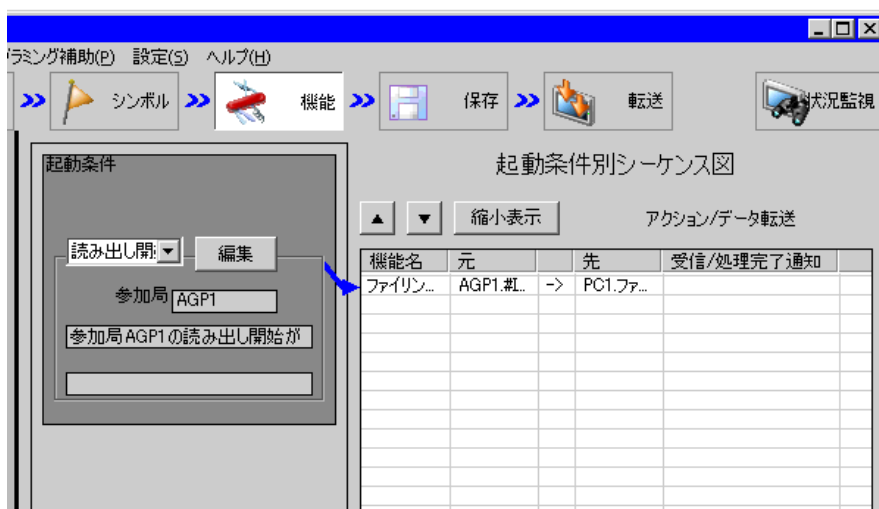 ラミング補助(P) 設定(S) ヘルプ(H)
シンボル 機能 保存 転送 状況監視
起動条件
起動条件別シーケンス図
▲ ▼ 縮小表示 アクション/データ転送
読み出し開 編集
機能名 元 先 受信/処理完了通知
ファイリン... AGP1.#I... -> PC1.ファ...
参加局 AGP1
参加局AGP1の読み出し開始が